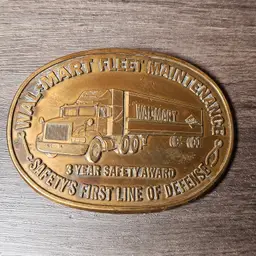 WAL-MART FLEET MAINTENANCE
WAL-MART
3 YEAR SAFETY AWARD
SAFETY'S FIRST LINE OF DEFENSE